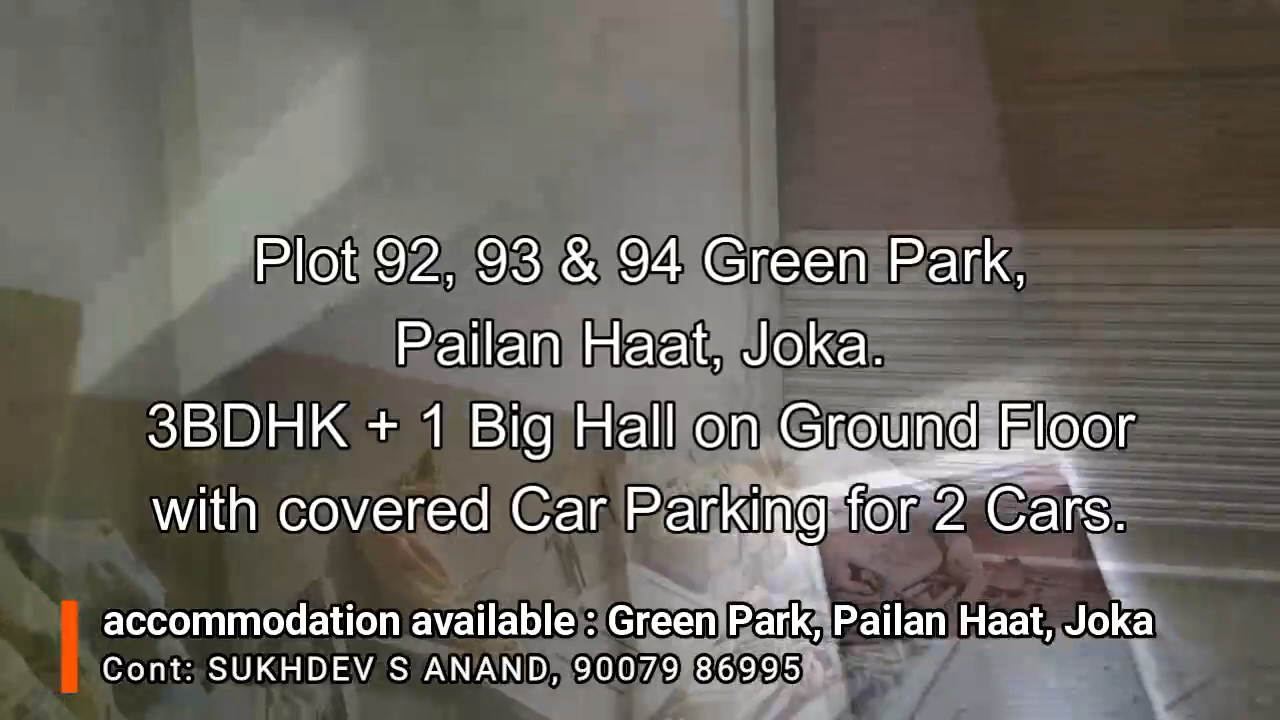 Plot 92, 93 & 94 Green Park,
Pailan Haat, Joka.
3BDHK + 1 Big Hall on Ground Floor
with covered Car Parking for 2 Cars.
accommodation available : Green Park, Pailan Haat, Joka
Cont: SUKHDEV S ANAND, 90079 86995